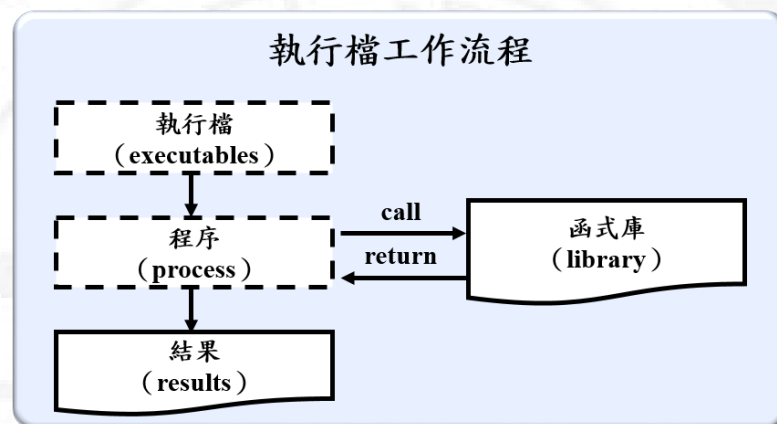 執行檔工作流程
執行檔
（executables）
程序
（process）
call
return
函式庫
（library）
結果
（results）